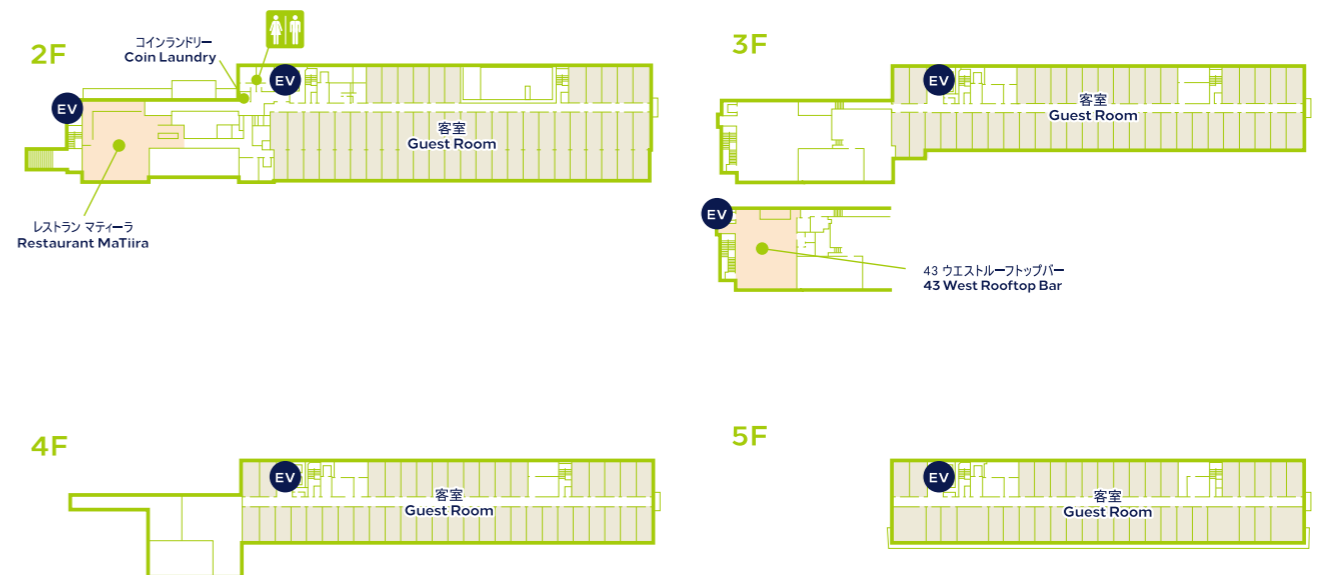 2F
コインランドリー
Coin Laundry
EV
EV
客室
Guest Room
レストラン マティーラ
Restaurant MaTiira
3F
EV
客室
Guest Room
EV
43 ウエストルーフトップバー
43 West Rooftop Bar
4F
EV
客室
Guest Room
5F
EV
客室
Guest Room